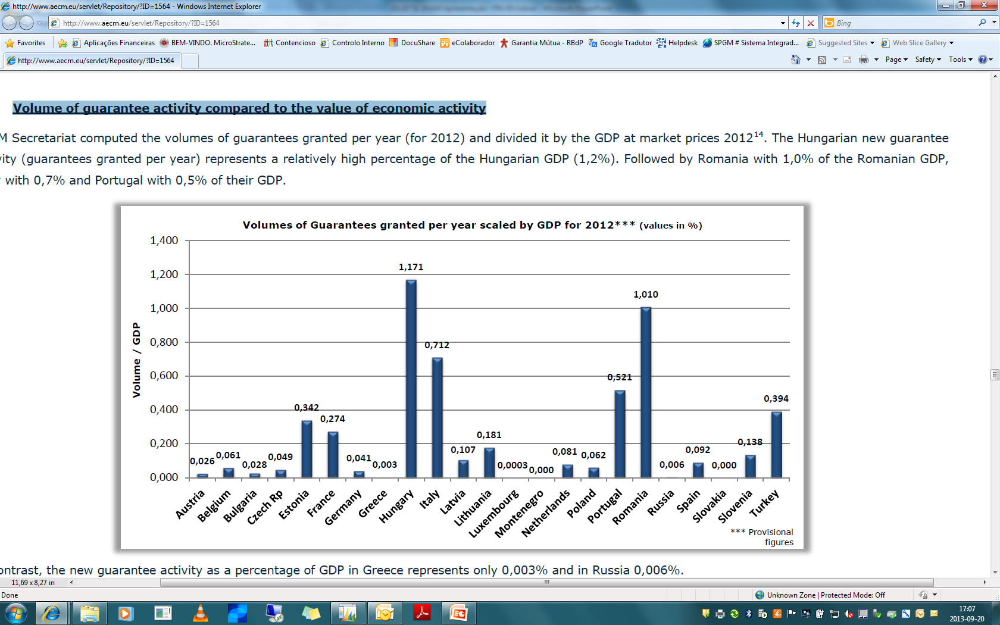 http://www.aecm.eu/servlet/Repository/?ID=1564 - Windows Internet Explorer
http://www.aecm.eu/servlet/Repository/?ID=1564
Bing
Favorites
Aplicações Financeiras
BEM-VINDO. MicroStrate...
Contencioso
Controlo Interno
DocuShare
eColaborador
Garantia Mútua - RBdP
Google Tradutor
Helpdesk
SPGM # Sistema Integrad...
Suggested Sites
Web Slice Gallery
http://www.aecm.eu/servlet/Repository/?ID=1564
Page
Safety
Tools
Volume of guarantee activity compared to the value of economic activity
M Secretariat computed the volumes of guarantees granted per year (for 2012) and divided it by the GDP at market prices 2012¹⁴. The Hungarian new guarantee
vity (guarantees granted per year) represents a relatively high percentage of the Hungarian GDP (1,2%). Followed by Romania with 1,0% of the Romanian GDP,
with 0,7% and Portugal with 0,5% of their GDP.
Volumes of Guarantees granted per year scaled by GDP for 2012*** (values in %)
Volume / GDP
1,400
1,200
1,000
0,800
0,600
0,400
0,200
0,000
0,026
0,061
0,028
0,049
0,342
0,274
0,041
0,003
1,171
0,712
0,107
0,181
0,0003
0,000
0,081
0,062
0,521
1,010
0,006
0,092
0,000
0,138
0,394
Austria
Belgium
Bulgaria
Czech Rp
Estonia
France
Germany
Greece
Hungary
Italy
Latvia
Lithuania
Luxembourg
Montenegro
Netherlands
Poland
Portugal
Romania
Russia
Spain
Slovakia
Slovenia
Turkey
*** Provisional
figures
ontrast, the new guarantee activity as a percentage of GDP in Greece represents only 0,003% and in Russia 0,006%.
11,69 x 8,27 in
Done
Unknown Zone | Protected Mode: Off
17:07
2013-09-20